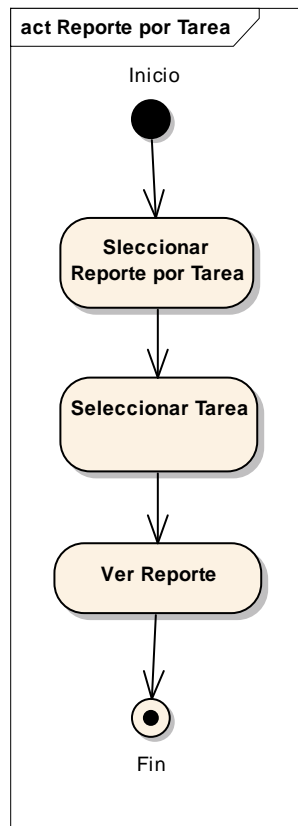 act Reporte por Tarea
Inicio
Sleccionar
Reporte por Tarea
Seleccionar Tarea
Ver Reporte
Fin